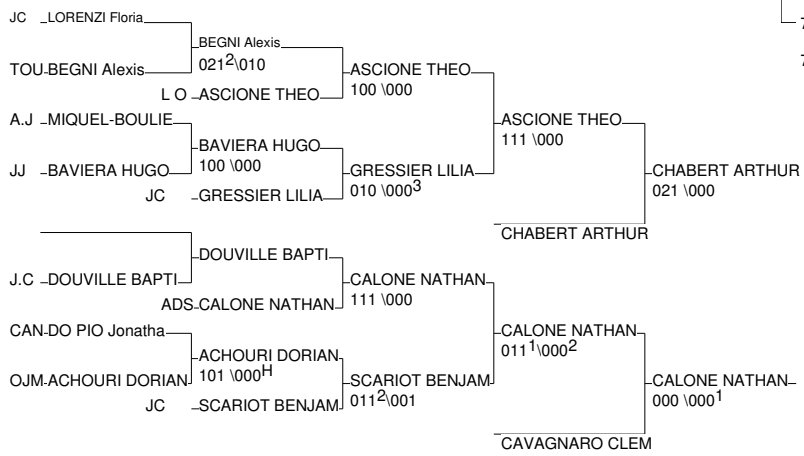 JC LORENZI Floria
7
BEGNI Alexis
021²\010
7
TOU BEGNI Alexis
ASCIONE THEO
100 \000
L O ASCIONE THEO
A.J MIQUEL-BOULIE
ASCIONE THEO
111 \000
BAVIERA HUGO
100 \000
JJ BAVIERA HUGO
GRESSIER LILIA
010 \000³
CHABERT ARTHUR
021 \000
JC GRESSIER LILIA
CHABERT ARTHUR
DOUVILLE BAPTI
J.C DOUVILLE BAPTI
CALONE NATHAN
111 \000
ADS CALONE NATHAN
CAN DO PIO Jonatha
CALONE NATHAN
011¹\000²
ACHOURI DORIAN
101 \000ᴴ
OJM ACHOURI DORIAN
SCARIOT BENJAM
011²\001
CALONE NATHAN
000 \000¹
JC SCARIOT BENJAM
CAVAGNARO CLEM